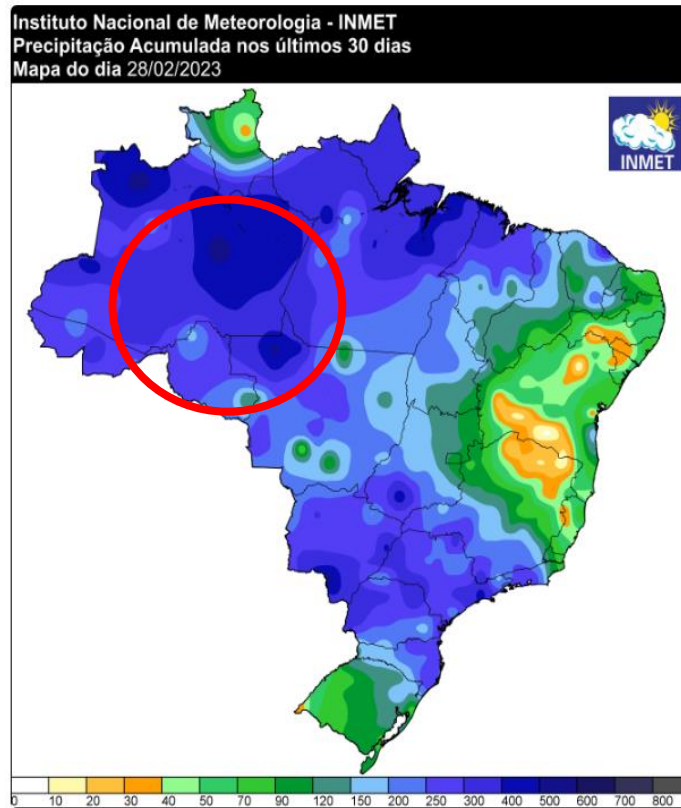 Instituto Nacional de Meteorologia - INMET
Precipitação Acumulada nos últimos 30 dias
Mapa do dia 28/02/2023
INMET
0 10 20 30 40 50 70 90 120 150 200 250 300 400 500 600 700 800